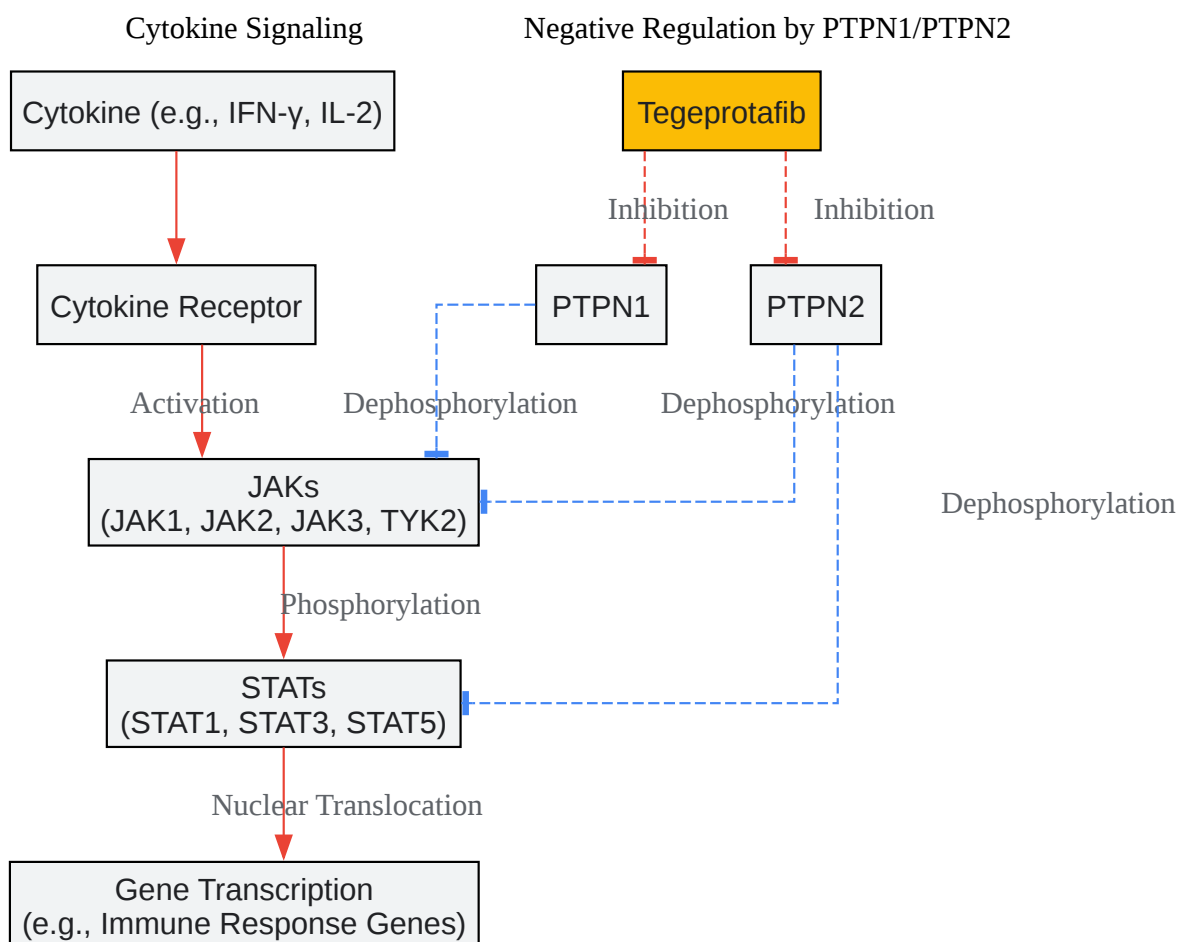 Cytokine Signaling
Negative Regulation by PTPN1/PTPN2
Cytokine (e.g., IFN-γ, IL-2)
Tegeprotafib
Inhibition
Inhibition
Cytokine Receptor
PTPN1
PTPN2
Activation
Dephosphorylation
Dephosphorylation
JAKs
(JAK1, JAK2, JAK3, TYK2)
Dephosphorylation
Phosphorylation
STATs
(STAT1, STAT3, STAT5)
Nuclear Translocation
Gene Transcription
(e.g., Immune Response Genes)